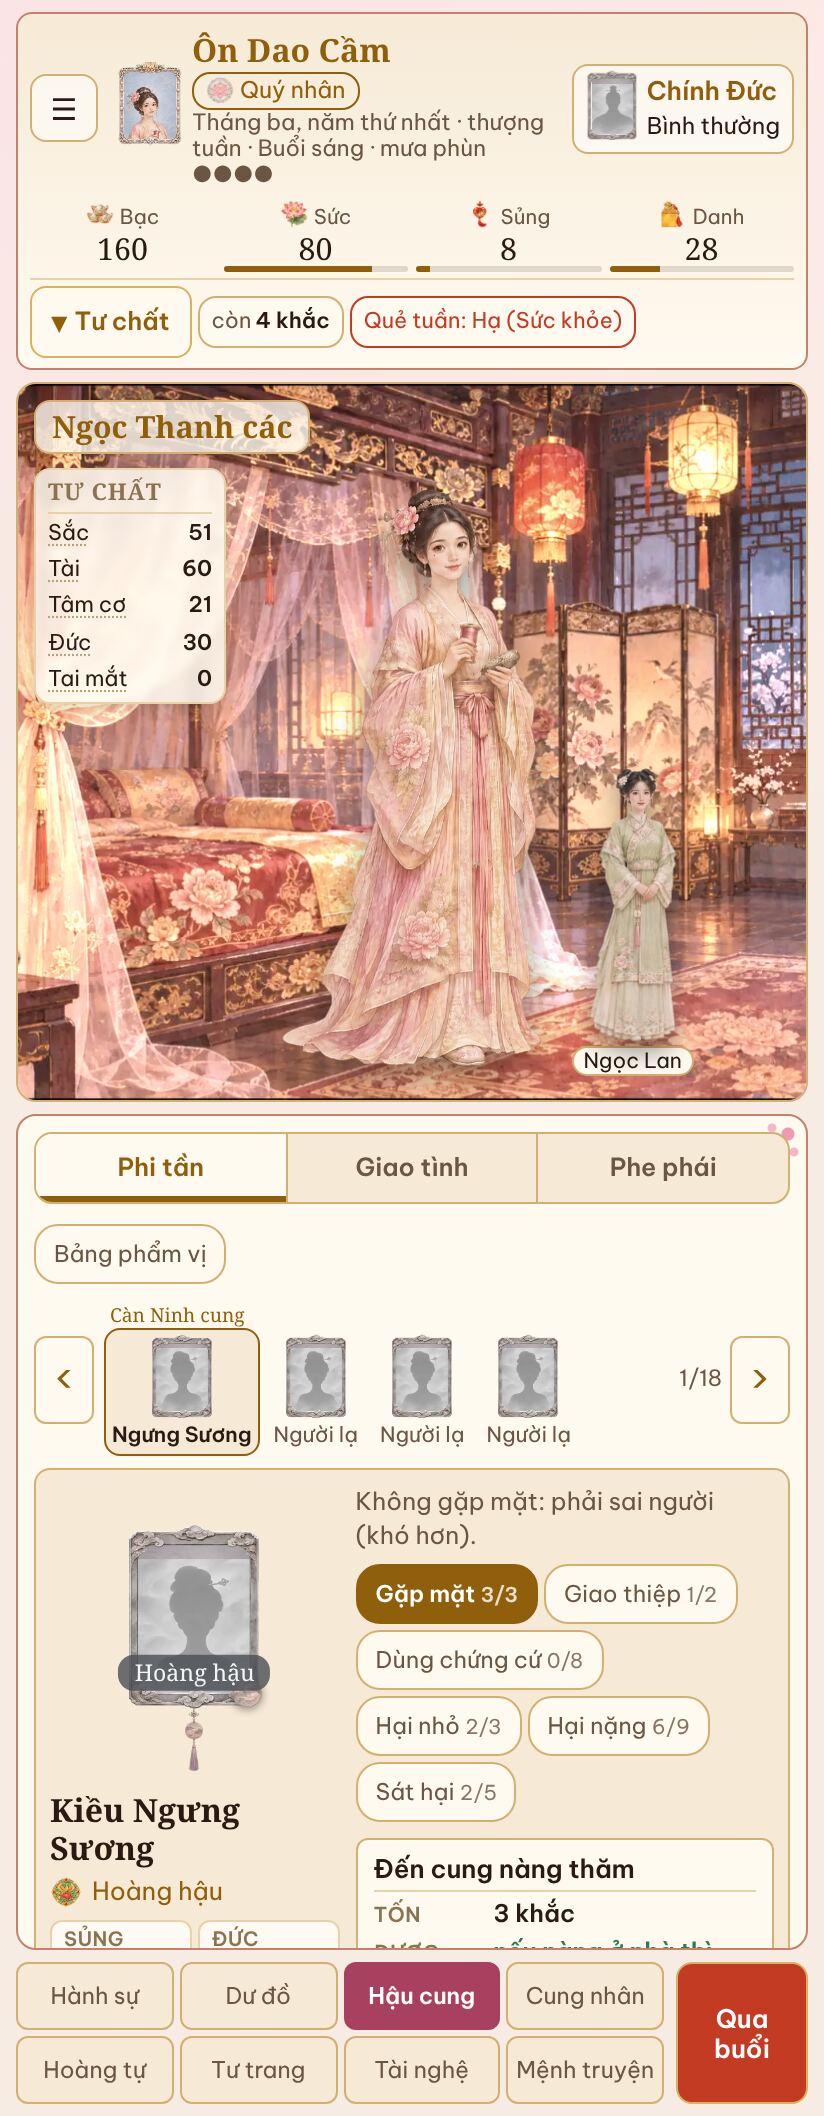 Ôn Dao Cầm
Quý nhân
Tháng ba, năm thứ nhất · thượng
tuần · Buổi sáng · mưa phùn
Chính Đức
Bình thường
Bạc
160
Sức
80
Sủng
8
Danh
28
▼ Tư chất
còn 4 khắc
Quẻ tuần: Hạ (Sức khỏe)
Ngọc Thanh các
TƯ CHẤT
Sắc 51
Tài 60
Tâm cơ 21
Đức 30
Tai mắt 0
Ngọc Lan
Phi tần
Giao tình
Phe phái
Bảng phẩm vị
Càn Ninh cung
Ngưng Sương
Người lạ
Người lạ
Người lạ
1/18
Hoàng hậu
Kiều Ngưng
Sương
Hoàng hậu
SỦNG
ĐỨC
Không gặp mặt: phải sai người
(khó hơn).
Gặp mặt 3/3
Giao thiệp 1/2
Dùng chứng cứ 0/8
Hại nhỏ 2/3
Hại nặng 6/9
Sát hại 2/5
Đến cung nàng thăm
TỐN 3 khắc
Hành sự
Dư đồ
Hậu cung
Cung nhân
Qua
buổi
Hoàng tự
Tư trang
Tài nghệ
Mệnh truyện